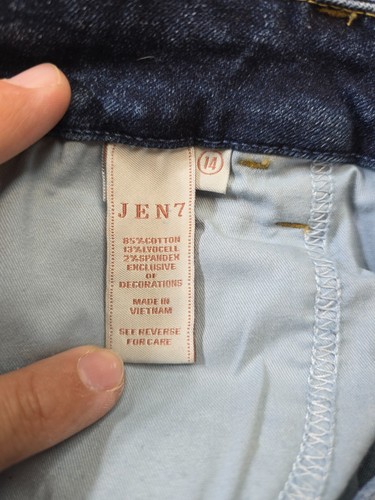 14
JEN7
85%COTTON
13%LYOCELL
2%SPANDEX
EXCLUSIVE
OF
DECORATIONS
MADE IN
VIETNAM
SEE REVERSE
FOR CARE